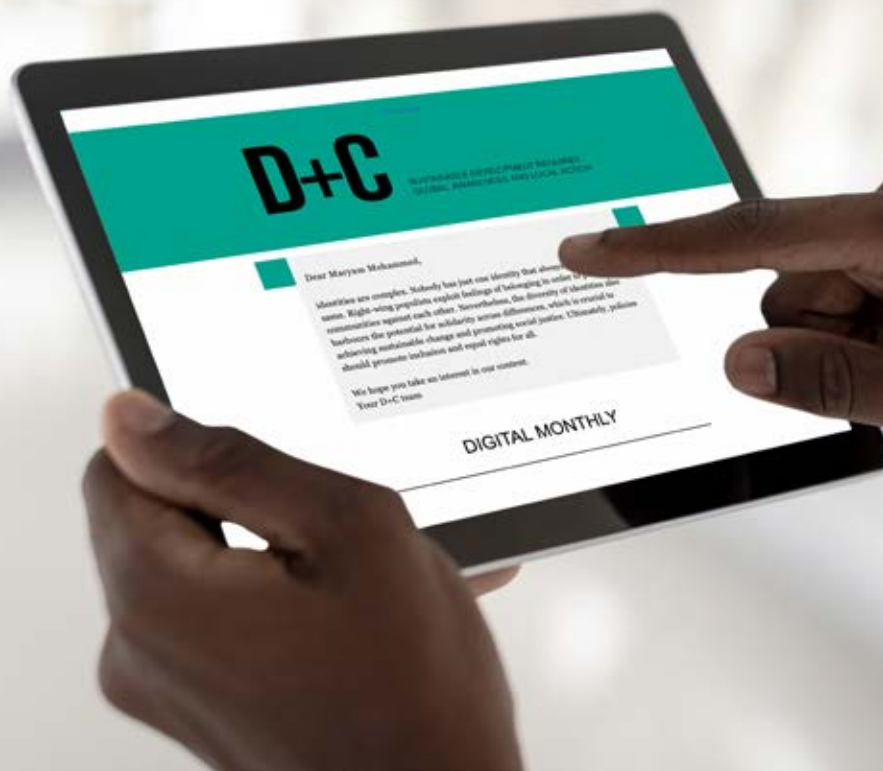 D+C
SUSTAINABLE DEVELOPMENT REQUIRES
GLOBAL AWARENESS AND LOCAL ACTION
Dear Maryam Mohammed,
identities are complex. Nobody has just one identity that always
same. Right-wing populists exploit feelings of belonging in order to
communities against each other. Nevertheless, the diversity of identities also
harbours the potential for solidarity across differences, which is crucial to
achieving sustainable change and promoting social justice. Ultimately, policies
should promote inclusion and equal rights for all.
We hope you take an interest in our content.
Your D+C team
DIGITAL MONTHLY